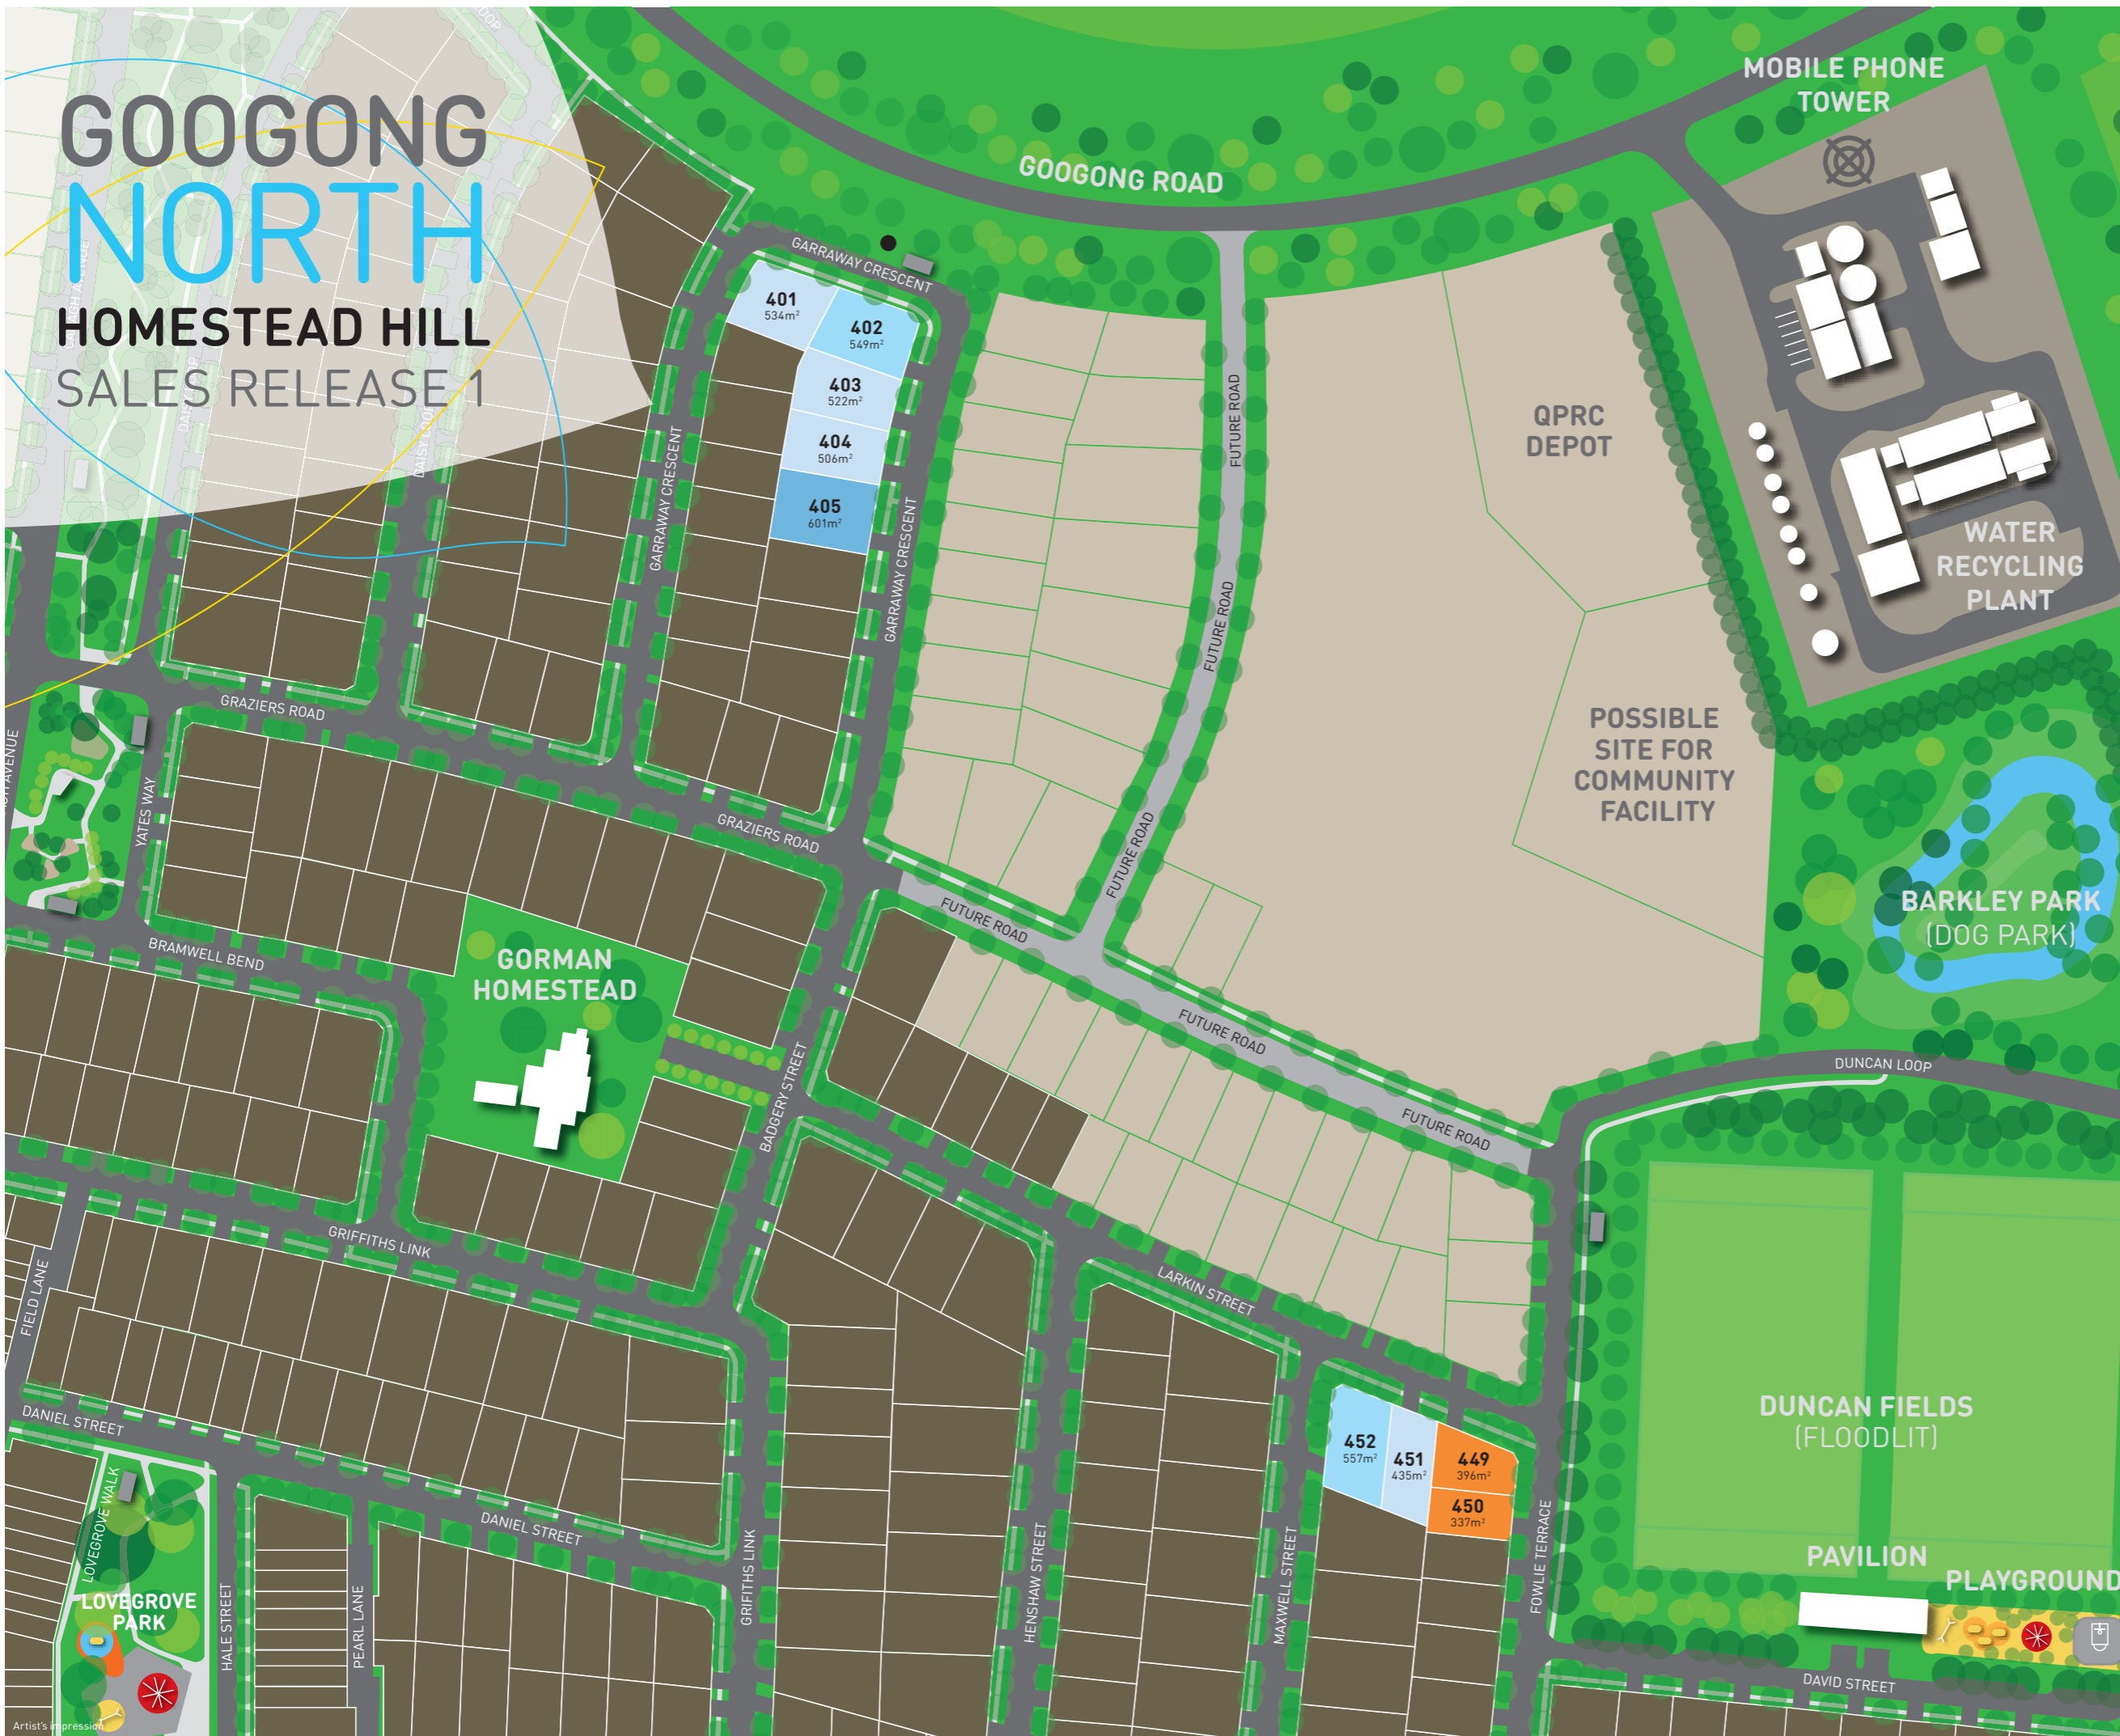 GOOGONG
NORTH
HOMESTEAD HILL
SALES RELEASE 1
MOBILE PHONE
TOWER
GOOGONG ROAD
GARRAWAY CRESCENT
401
534m²
402
549m²
403
522m²
404
506m²
405
601m²
GARRAWAY CRESCENT
GARRAWAY CRESCENT
FUTURE ROAD
FUTURE ROAD
FUTURE ROAD
QPRC
DEPOT
WATER
RECYCLING
PLANT
DAISY LOOP
GRAZIERS ROAD
GRAZIERS ROAD
POSSIBLE
SITE FOR
COMMUNITY
FACILITY
YATES WAY
AVENUE
BRAMWELL BEND
GORMAN
HOMESTEAD
FUTURE ROAD
FUTURE ROAD
FUTURE ROAD
BARKLEY PARK
(DOG PARK)
DUNCAN LOOP
BADGERY STREET
GRIFFITHS LINK
FIELD LANE
LARKIN STREET
DANIEL STREET
DANIEL STREET
452
557m²
451
435m²
449
396m²
450
337m²
DUNCAN FIELDS
(FLOODLIT)
LOVEGROVE WALK
LOVEGROVE
PARK
HALE STREET
PEARL LANE
GRIFFITHS LINK
HENSHAW STREET
MAXWELL STREET
FOWLIE TERRACE
PAVILION
PLAYGROUND
DAVID STREET
Artist's impression